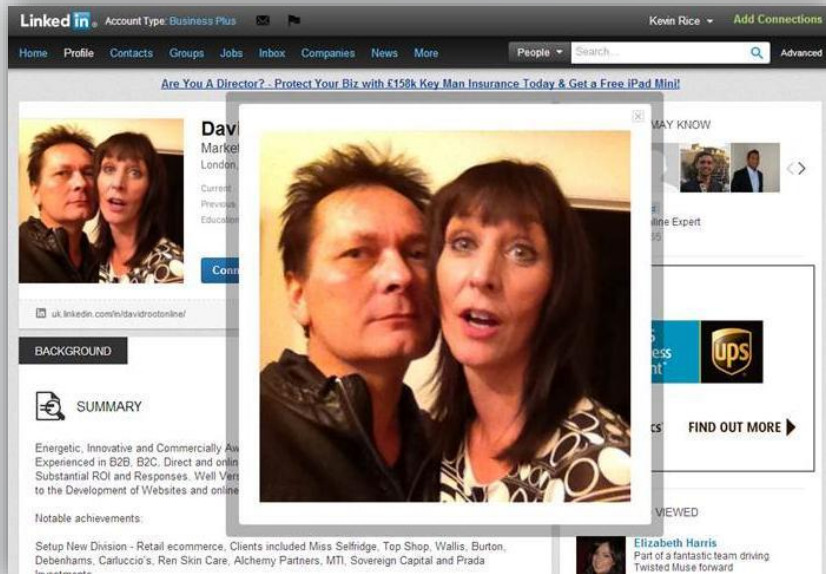 Linked in® Account Type: Business Plus
Kevin Rice
Add Connections
Home Profile Contacts Groups Jobs Inbox Companies News More
People
Search...
Advanced
Are You A Director? - Protect Your Biz with £158k Key Man Insurance Today & Get a Free iPad Mini!
Davi
Marke
London,
Current
Previous
Education
Conn
uk.linkedin.com/in/davidrootonline/
BACKGROUND
SUMMARY
Energetic, Innovative and Commercially Aw
Experienced in B2B, B2C. Direct and onlin
Substantial ROI and Responses. Well Vers
to the Development of Websites and online
Notable achievements:
Setup New Division - Retail ecommerce, Clients included Miss Selfridge, Top Shop, Wallis, Burton,
Debenhams, Carluccio's, Ren Skin Care, Alchemy Partners, MTI, Sovereign Capital and Prada
Investments
MAY KNOW
line Expert
ess
nt
ups
cs
FIND OUT MORE
VIEWED
Elizabeth Harris
Part of a fantastic team driving
Twisted Muse forward